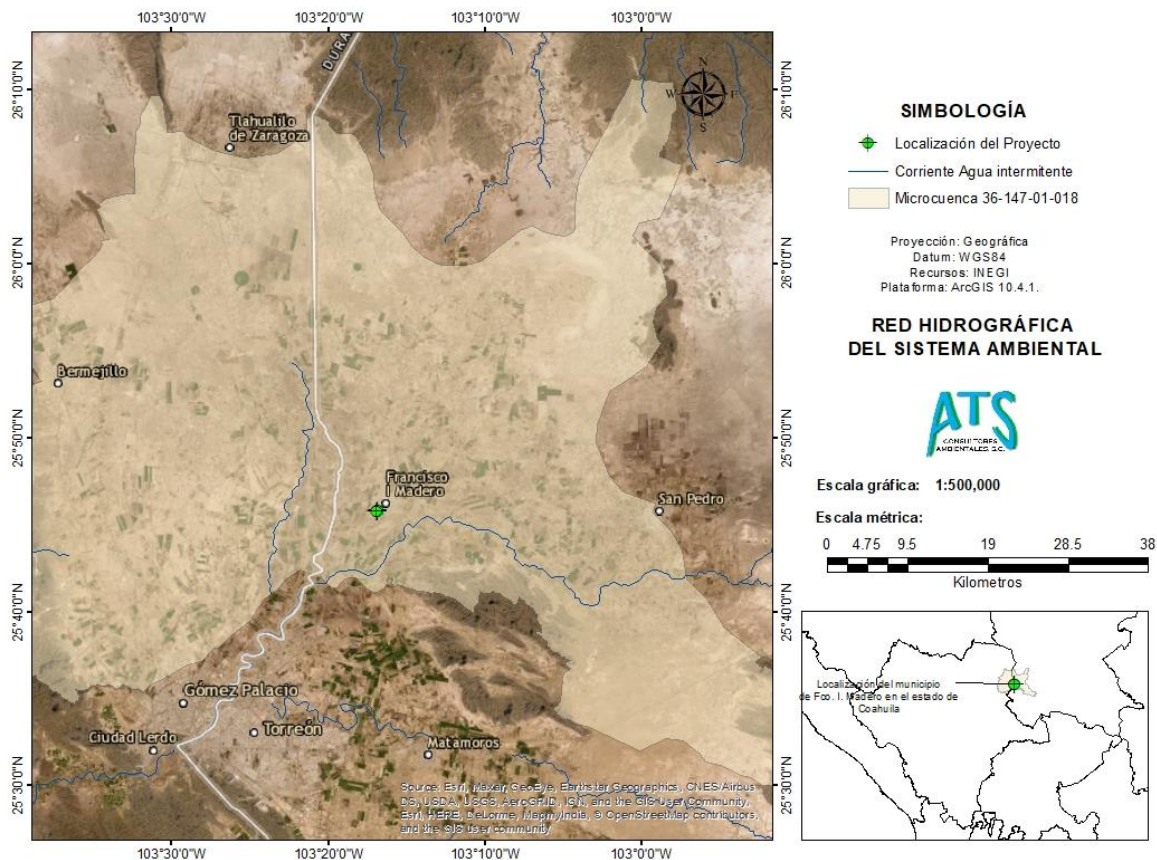 103°30'0"W 103°20'0"W 103°10'0"W 103°0'0"W
26°10'0"N
26°0'0"N
25°50'0"N
25°40'0"N
25°30'0"N
DURA
Tlahualilo
de Zaragoza
Bermejillo
Francisco
I Madero
San Pedro
Gómez Palacio
Torreón
Ciudad Lerdo
Matamoros
N
W E
S
Source: Esri, Maxar, GeoEye, Earthstar Geographics, CNES/Airbus
DS, USDA, USGS, AeroGRID, IGN, and the GIS User Community,
Esri, HERE, DeLorme, MapmyIndia, © OpenStreetMap contributors,
and the GIS user community
26°10'0"N
26°0'0"N
25°50'0"N
25°40'0"N
25°30'0"N
103°30'0"W 103°20'0"W 103°10'0"W 103°0'0"W
SIMBOLOGÍA
Localización del Proyecto
Corriente Agua intermitente
Microcuenca 36-147-01-018
Proyección: Geográfica
Datum: WGS84
Recursos: INEGI
Plataforma: ArcGIS 10.4.1.
RED HIDROGRÁFICA
DEL SISTEMA AMBIENTAL
ATS
CONSULTORES
AMBIENTALES, S.C.
Escala gráfica: 1:500,000
Escala métrica:
0 4.75 9.5 19 28.5 38
Kilometros
Localización del municipio
de Fco. I. Madero en el estado de
Coahuila